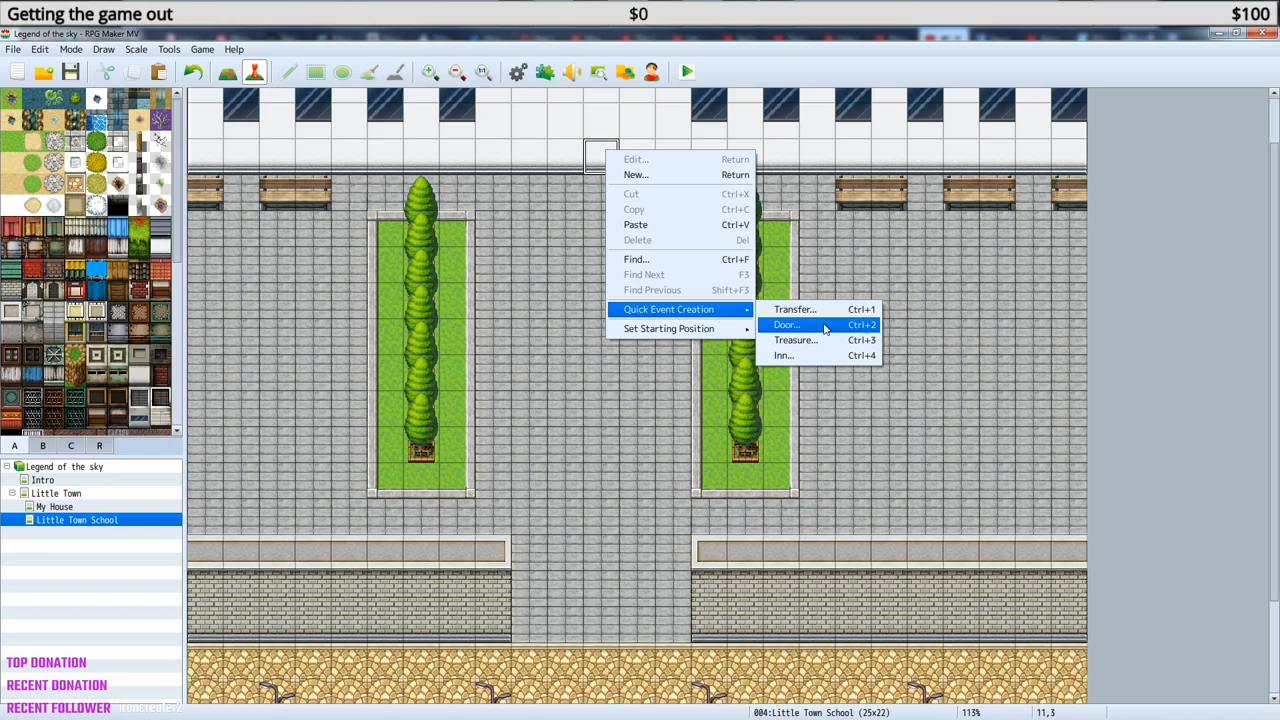 Getting the game out $0 $100
Legend of the sky - RPG Maker MV
File Edit Mode Draw Scale Tools Game Help
Edit... Return
New... Return
Cut Ctrl+X
Copy Ctrl+C
Paste Ctrl+V
Delete Del
Find... Ctrl+F
Find Next F3
Find Previous Shift+F3
Quick Event Creation
Set Starting Position
Transfer... Ctrl+1
Door... Ctrl+2
Treasure... Ctrl+3
Inn... Ctrl+4
A B C R
Legend of the sky
Intro
Little Town
My House
Little Town School
TOP DONATION
RECENT DONATION
RECENT FOLLOWER
004:Little Town School (25x22) 113% 11,3